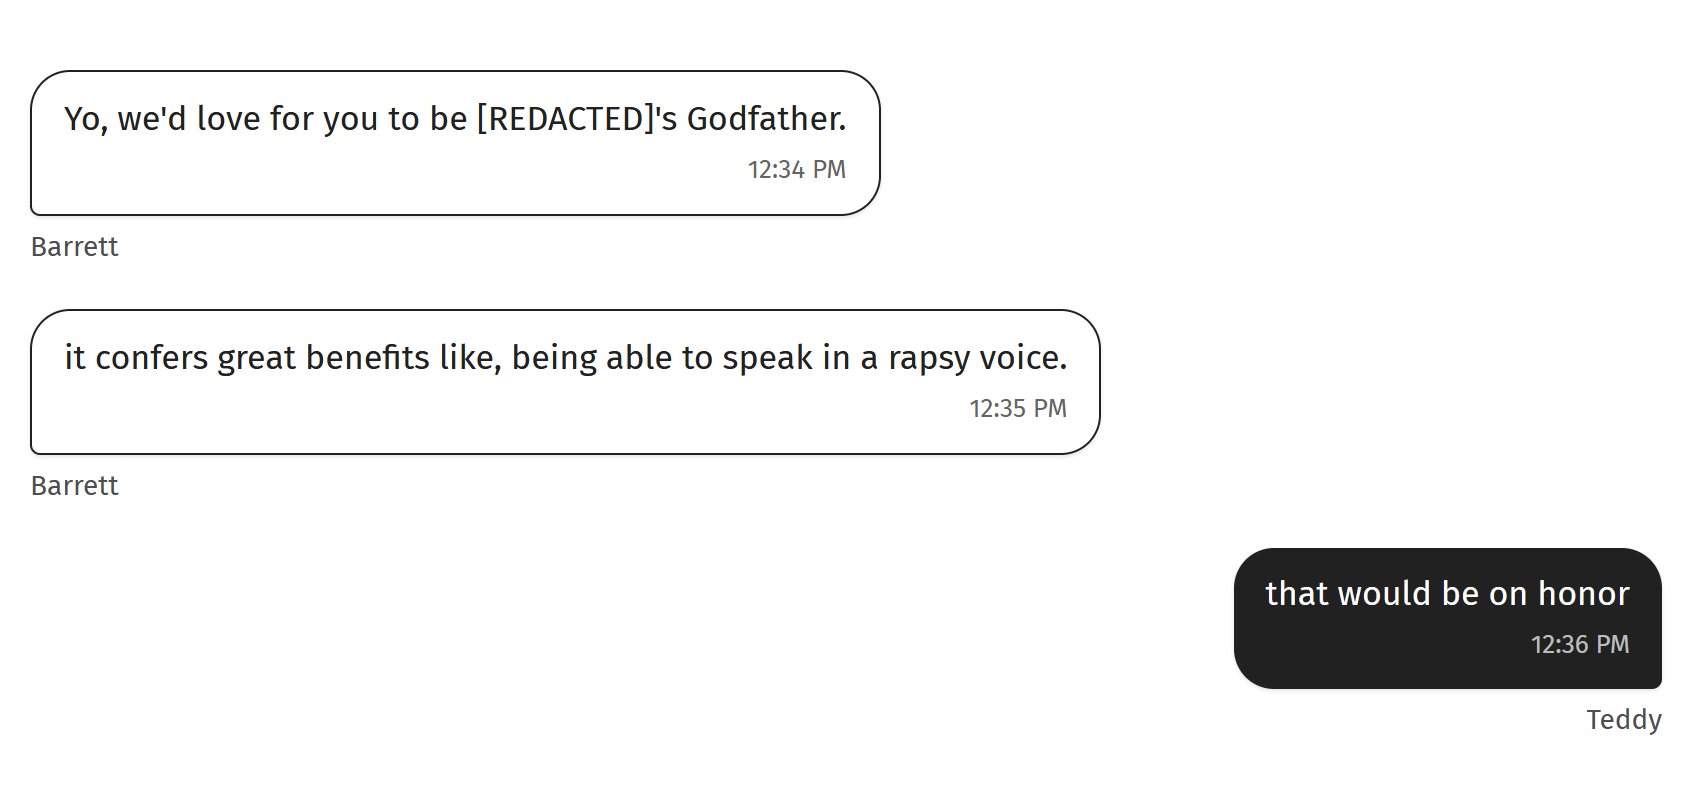 Yo, we'd love for you to be [REDACTED]'s Godfather.
12:34 PM
Barrett
it confers great benefits like, being able to speak in a rapsy voice.
12:35 PM
Barrett
that would be on honor
12:36 PM
Teddy